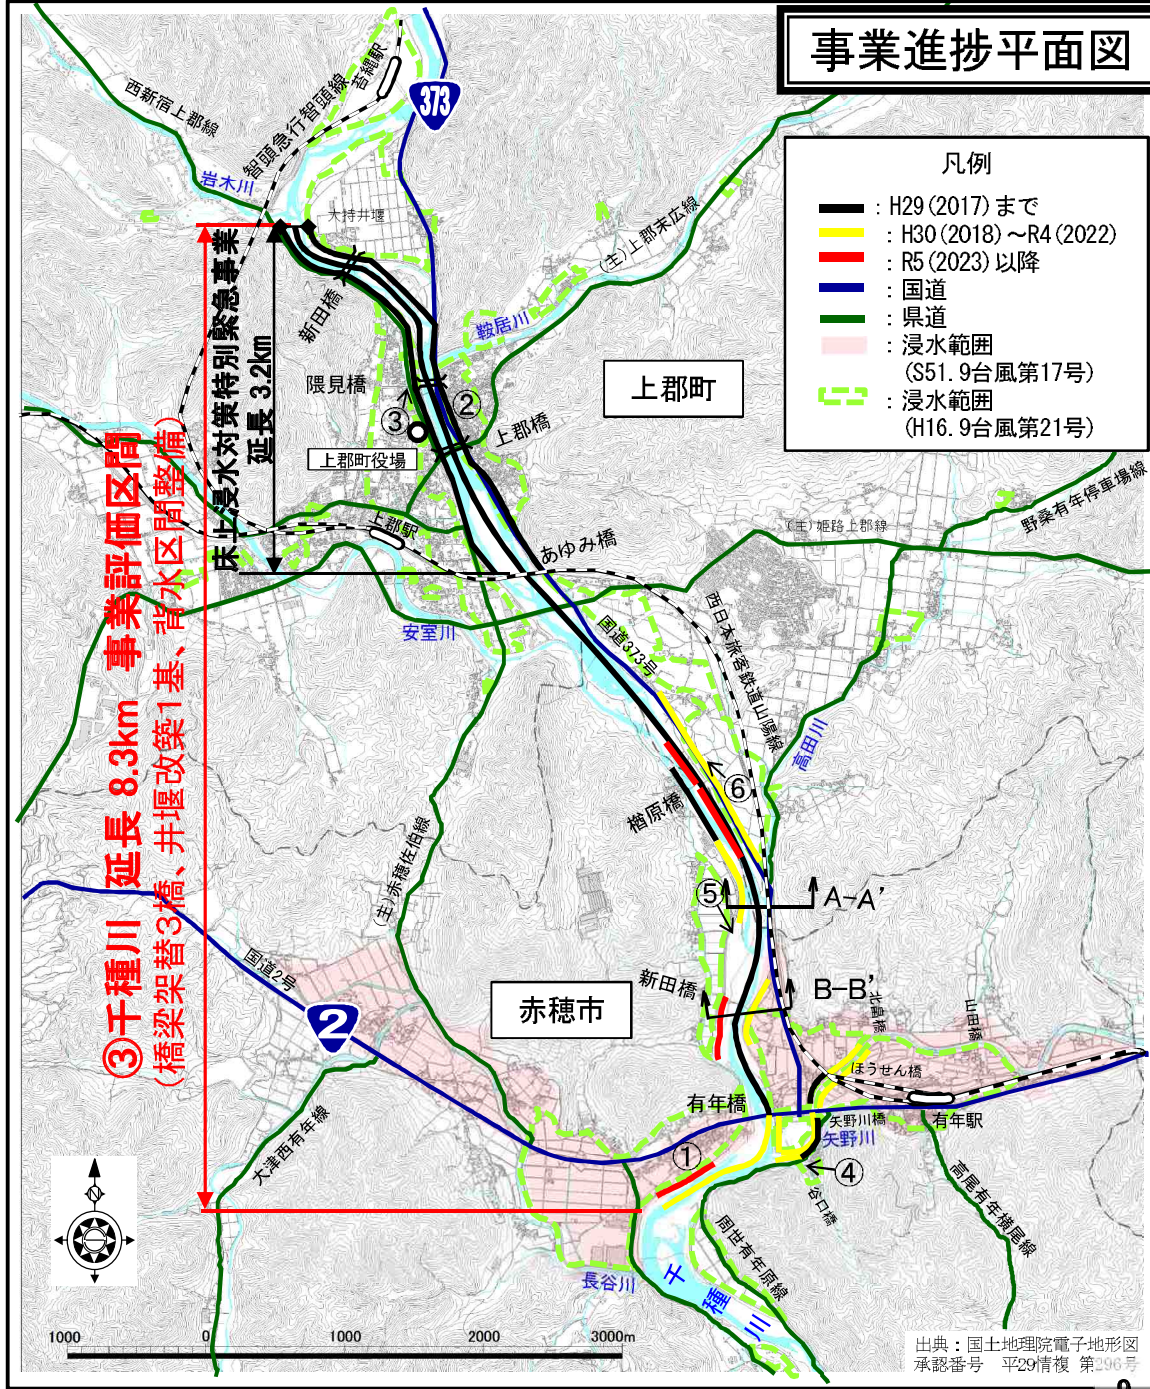 事業進捗平面図
凡例
: H29(2017)まで
: H30(2018)～R4(2022)
: R5(2023)以降
: 国道
: 県道
: 浸水範囲
(S51.9台風第17号)
: 浸水範囲
(H16.9台風第21号)
373
苔縄駅
智頭急行智頭線
西新宿上郡線
岩木川
大持井堰
(主)上郡末広線
新田橋
鞍居川
隈見橋
上郡町
②
③
上郡橋
上郡町役場
床上浸水対策特別緊急事業
延長 3.2km
③千種川 延長 8.3km 事業評価区間
(橋梁架替3橋、井堰改築1基、背水区間整備)
上郡駅
あゆみ橋
(主)姫路上郡線
野桑有年停車場線
安室川
国道373号
西日本旅客鉄道山陽線
高田川
⑥
楢原橋
(主)赤穂佐伯線
⑤
A-A'
国道2号
2
赤穂市
新田橋
B-B'
北畠橋
山田橋
ほうせん橋
有年橋
矢野川橋
有年駅
矢野川
①
④
谷口橋
大津西有年線
高尾有年横尾線
周世有年原線
長谷川
千種川
1000 0 1000 2000 3000m
出典：国土地理院電子地形図
承認番号 平29情複 第296号
9